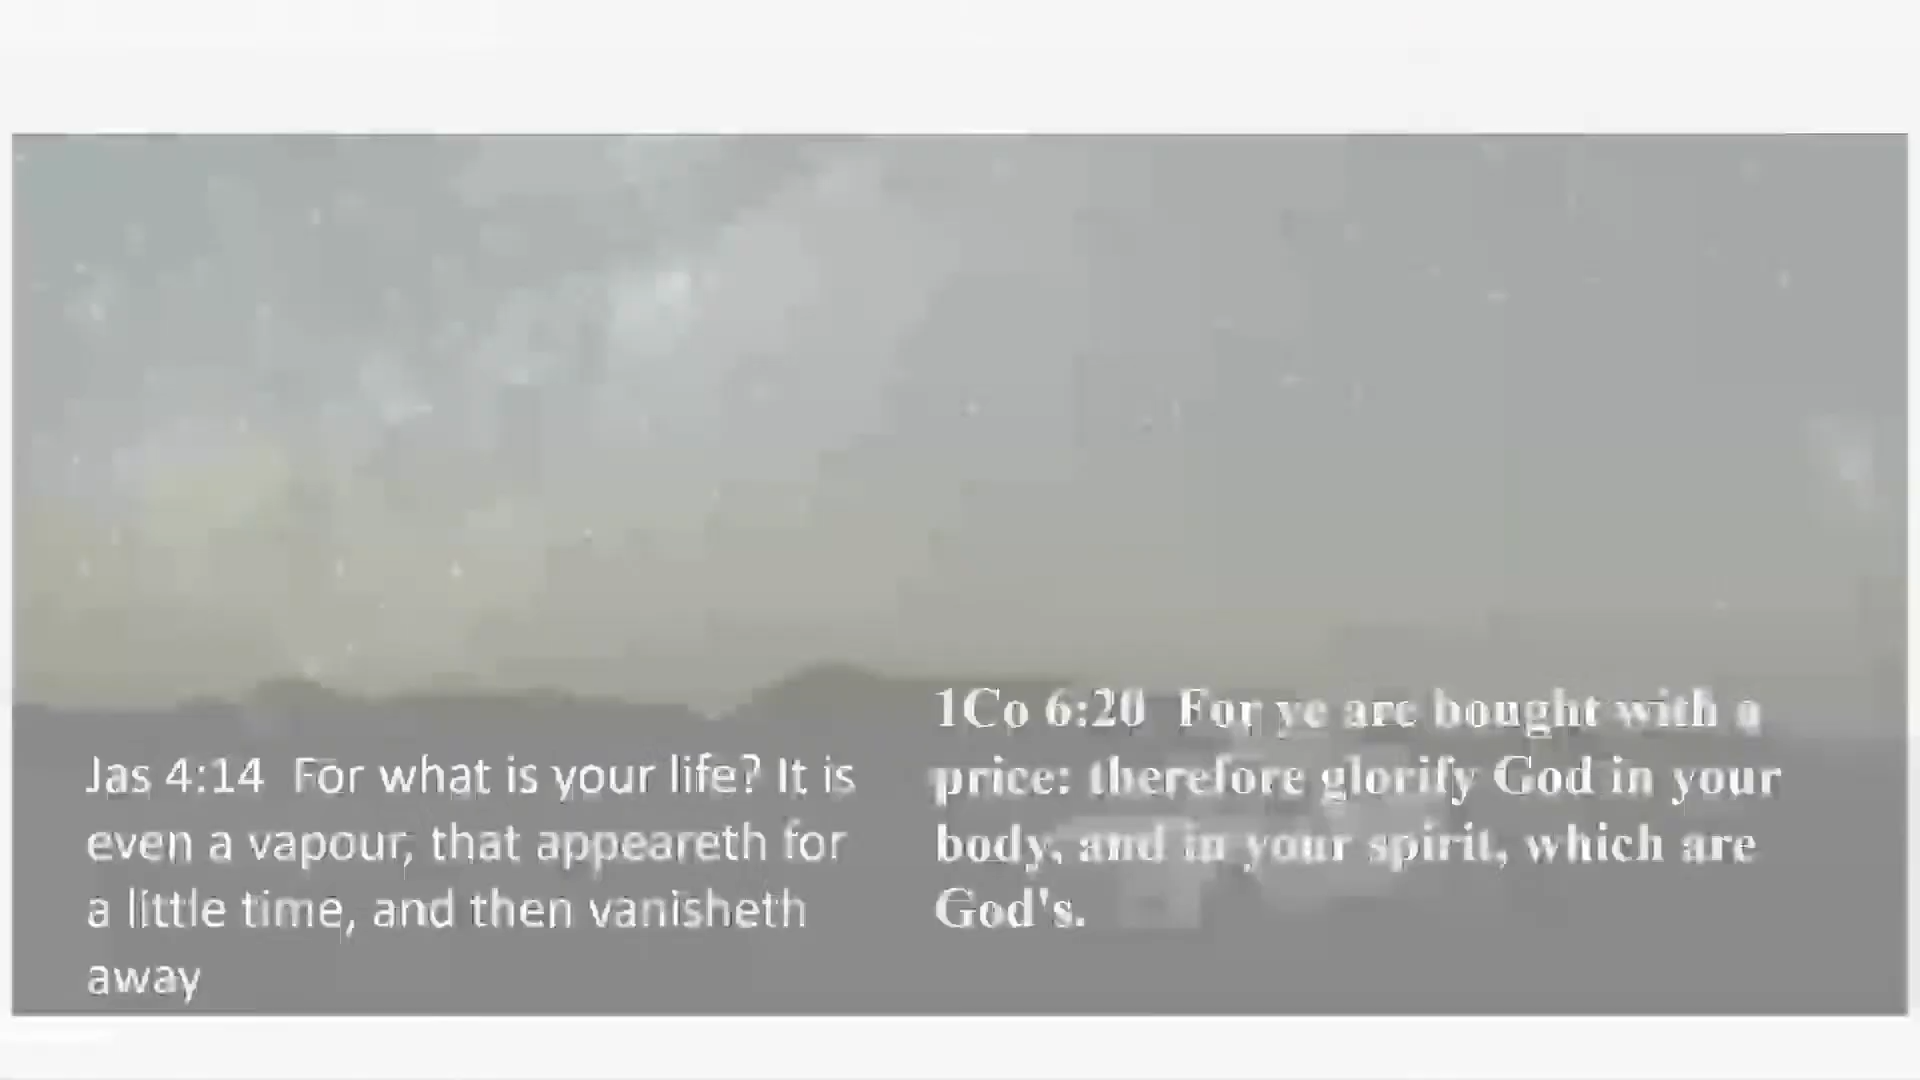 Jas 4:14  For what is your life? It is
even a vapour, that appeareth for
a little time, and then vanisheth
away
1Co 6:20  For ye are bought with a
price: therefore glorify God in your
body, and in your spirit, which are
God's.